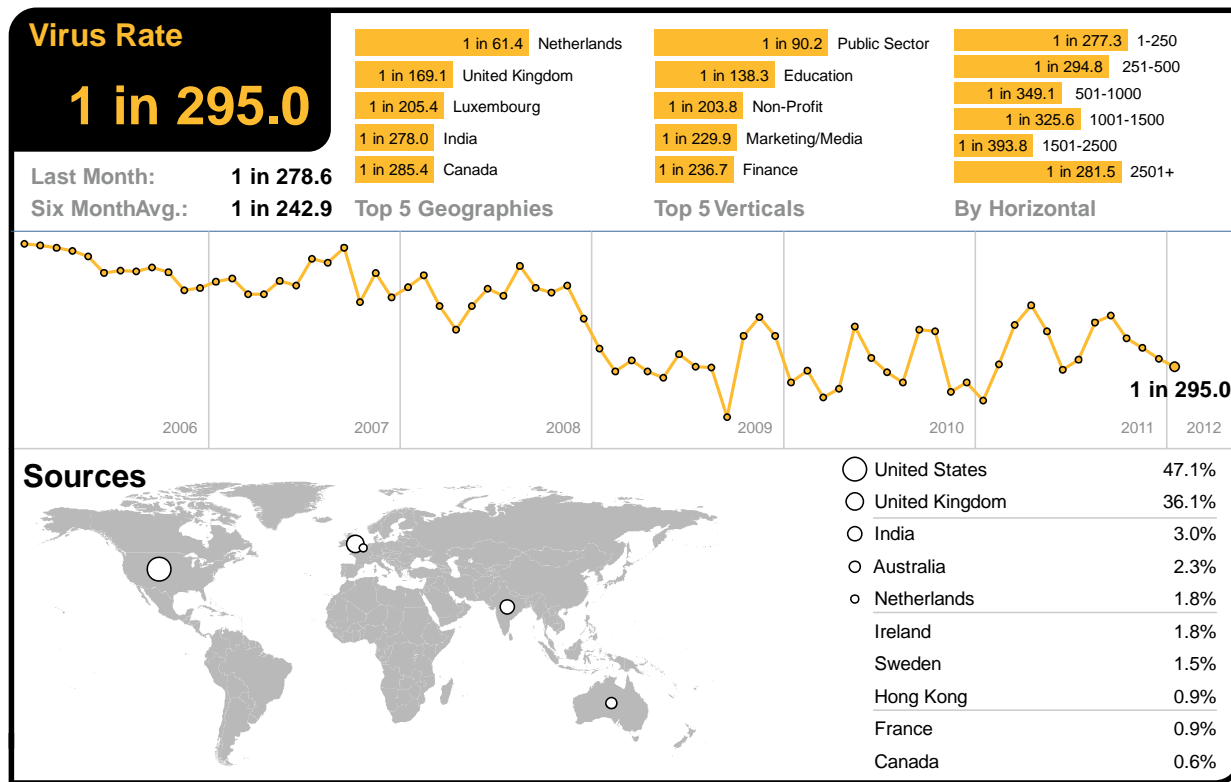 Virus Rate
1 in 295.0
Last Month: 1 in 278.6
Six MonthAvg.: 1 in 242.9
1 in 61.4 Netherlands
1 in 169.1 United Kingdom
1 in 205.4 Luxembourg
1 in 278.0 India
1 in 285.4 Canada
Top 5 Geographies
1 in 90.2 Public Sector
1 in 138.3 Education
1 in 203.8 Non-Profit
1 in 229.9 Marketing/Media
1 in 236.7 Finance
Top 5 Verticals
1 in 277.3 1-250
1 in 294.8 251-500
1 in 349.1 501-1000
1 in 325.6 1001-1500
1 in 393.8 1501-2500
1 in 281.5 2501+
By Horizontal
1 in 295.0
2006 2007 2008 2009 2010 2011 2012
Sources
United States 47.1%
United Kingdom 36.1%
India 3.0%
Australia 2.3%
Netherlands 1.8%
Ireland 1.8%
Sweden 1.5%
Hong Kong 0.9%
France 0.9%
Canada 0.6%